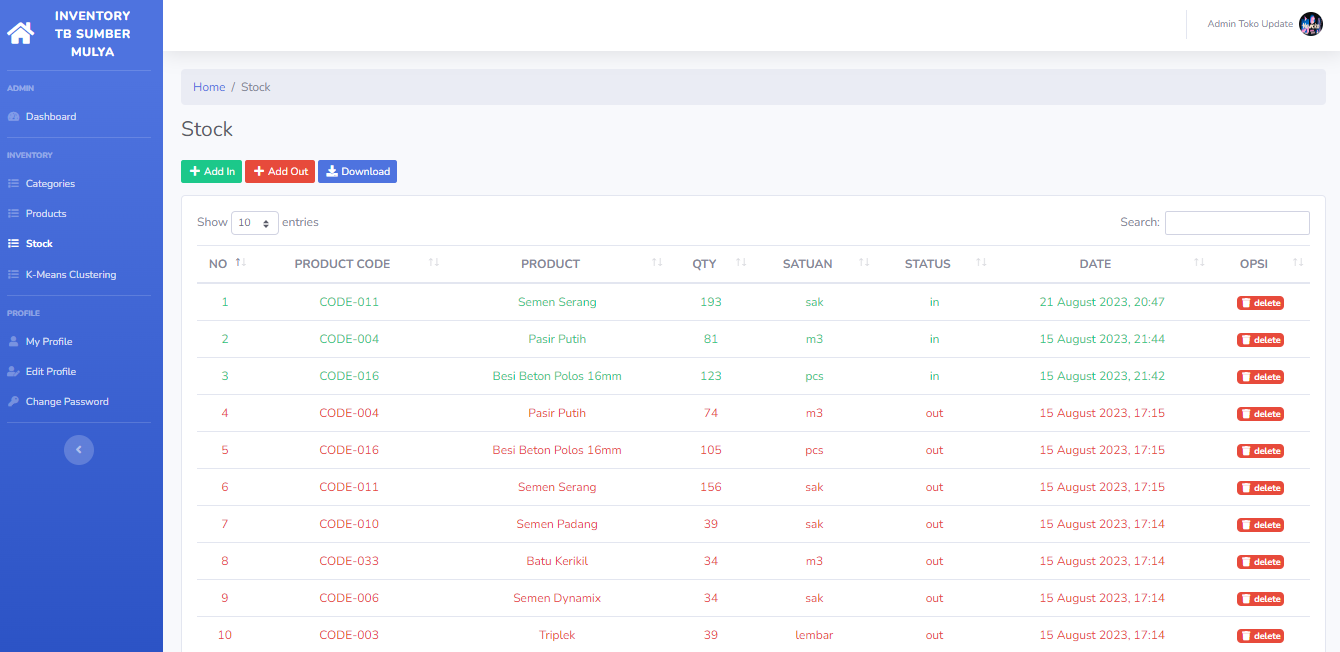 INVENTORY
TB SUMBER
MULYA
Admin Toko Update
ADMIN
Dashboard
INVENTORY
Categories
Products
Stock
K-Means Clustering
PROFILE
My Profile
Edit Profile
Change Password
Home / Stock
Stock
Add In Add Out Download
Show 10 entries Search:
NO PRODUCT CODE PRODUCT QTY SATUAN STATUS DATE OPSI
1 CODE-011 Semen Serang 193 sak in 21 August 2023, 20:47 delete
2 CODE-004 Pasir Putih 81 m3 in 15 August 2023, 21:44 delete
3 CODE-016 Besi Beton Polos 16mm 123 pcs in 15 August 2023, 21:42 delete
4 CODE-004 Pasir Putih 74 m3 out 15 August 2023, 17:15 delete
5 CODE-016 Besi Beton Polos 16mm 105 pcs out 15 August 2023, 17:15 delete
6 CODE-011 Semen Serang 156 sak out 15 August 2023, 17:15 delete
7 CODE-010 Semen Padang 39 sak out 15 August 2023, 17:14 delete
8 CODE-033 Batu Kerikil 34 m3 out 15 August 2023, 17:14 delete
9 CODE-006 Semen Dynamix 34 sak out 15 August 2023, 17:14 delete
10 CODE-003 Triplek 39 lembar out 15 August 2023, 17:14 delete